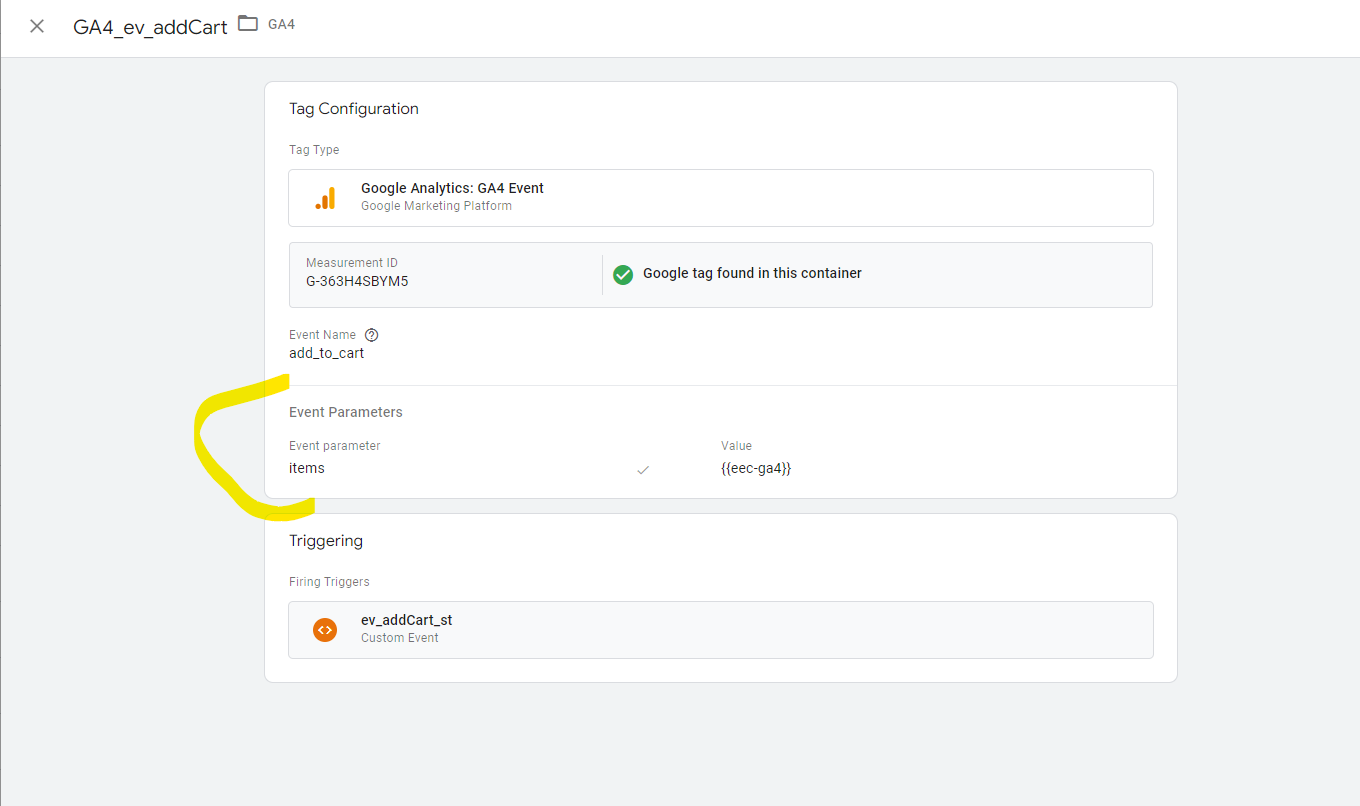 GA4_ev_addCart GA4
Tag Configuration
Tag Type
Google Analytics: GA4 Event
Google Marketing Platform
Measurement ID
G-363H4SBYM5
Google tag found in this container
Event Name
add_to_cart
Event Parameters
Event parameter Value
items {{eec-ga4}}
Triggering
Firing Triggers
ev_addCart_st
Custom Event